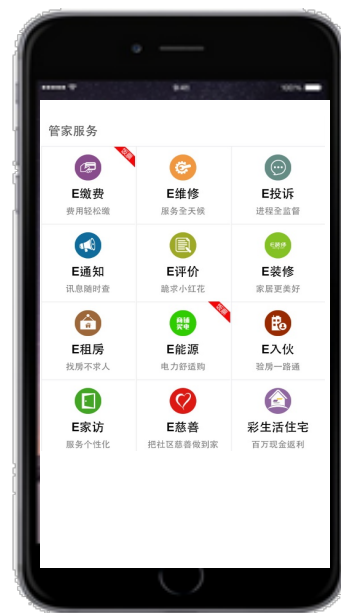 9:41
100%
管家服务
E缴费
E维修
E投诉
费用轻松缴
服务全天候
进程全监督
E通知
E评价
E装修
讯息随时查
跪求小红花
家居更美好
E租房
E能源
E入伙
找房不求人
电力舒适购
验房一路通
E家访
E慈善
彩生活住宅
服务个性化
把社区慈善做到家
百万现金返利